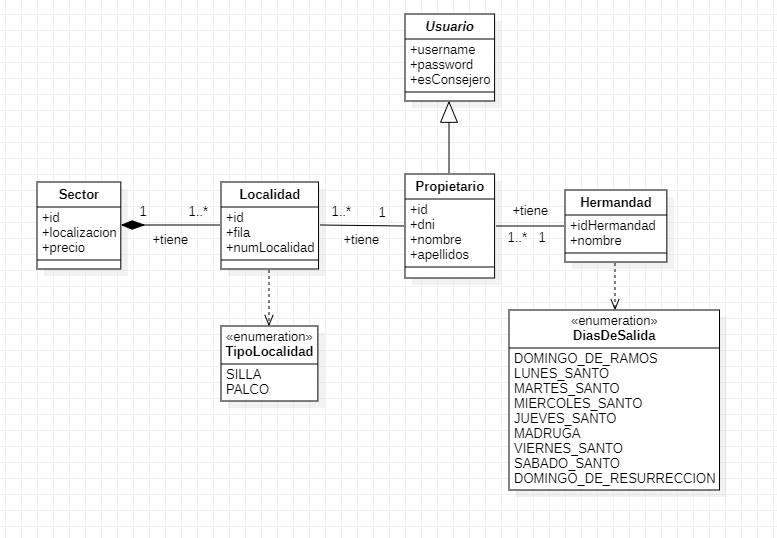 Usuario
+username
+password
+esConsejero
Sector
+id
+localizacion
+precio
1
1..*
+tiene
Localidad
+id
+fila
+numLocalidad
1..*
1
+tiene
Propietario
+id
+dni
+nombre
+apellidos
+tiene
1..*
1
Hermandad
+idHermandad
+nombre
«enumeration»
TipoLocalidad
SILLA
PALCO
«enumeration»
DiasDeSalida
DOMINGO_DE_RAMOS
LUNES_SANTO
MARTES_SANTO
MIERCOLES_SANTO
JUEVES_SANTO
MADRUGA
VIERNES_SANTO
SABADO_SANTO
DOMINGO_DE_RESURRECCION